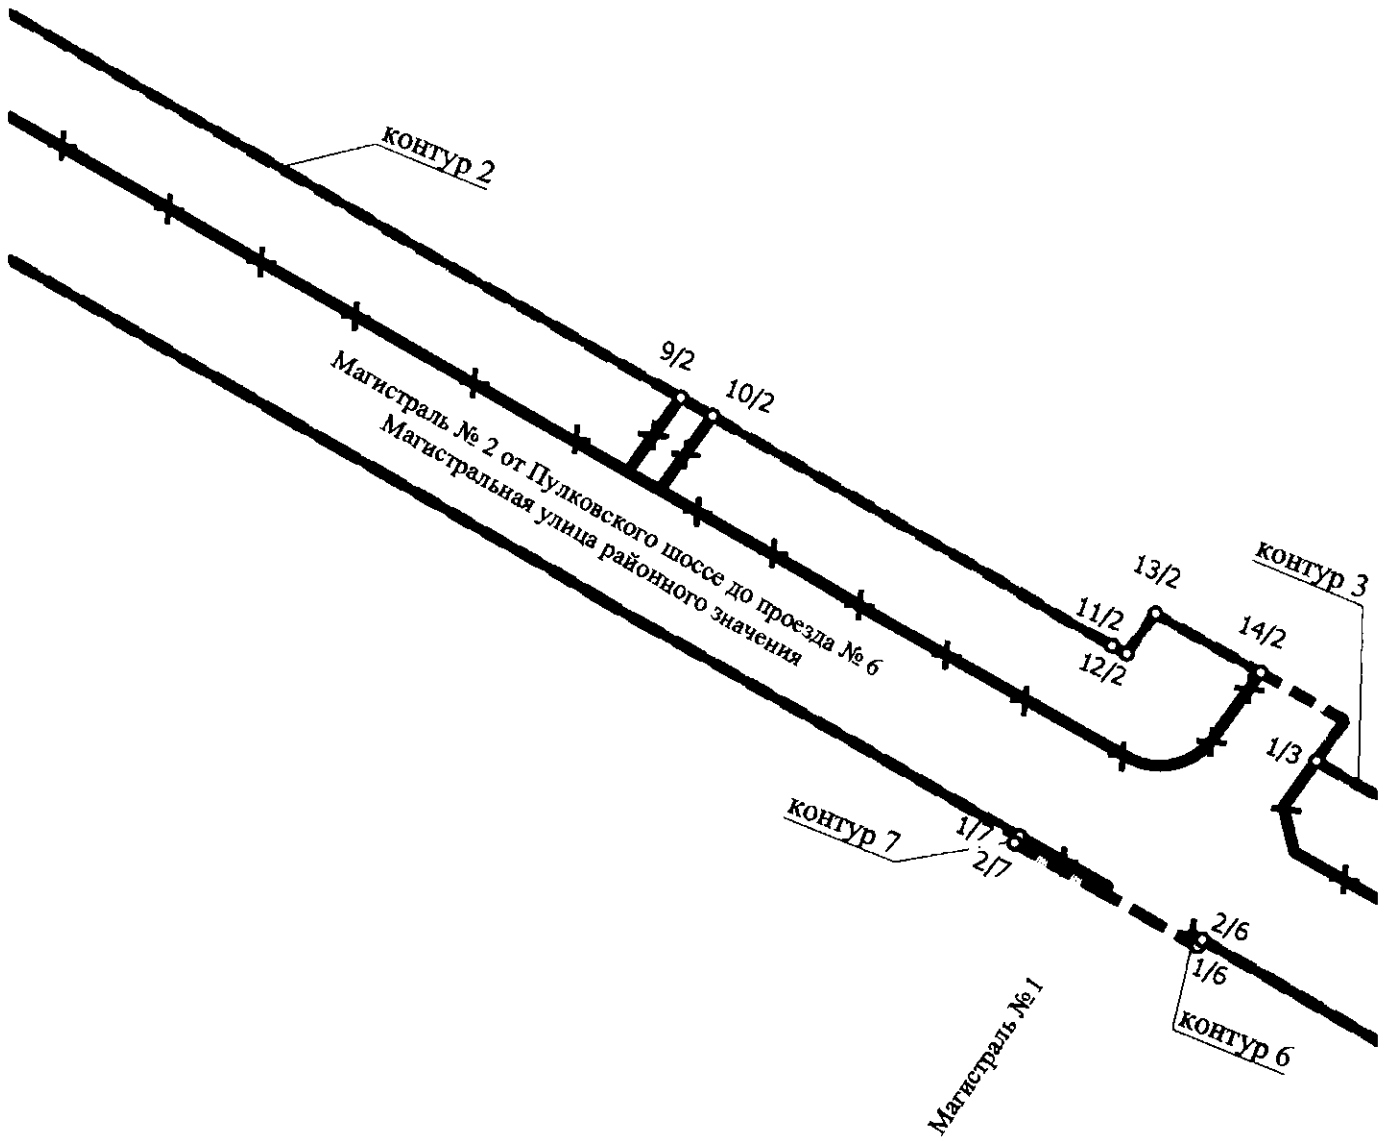 контур 2
9/2
10/2
Магистраль № 2 от Пулковского шоссе до проезда № 6
Магистральная улица районного значения
контур 3
13/2
11/2
14/2
12/2
1/3
контур 7
1/7
2/7
2/6
1/6
Магистраль № 1
контур 6